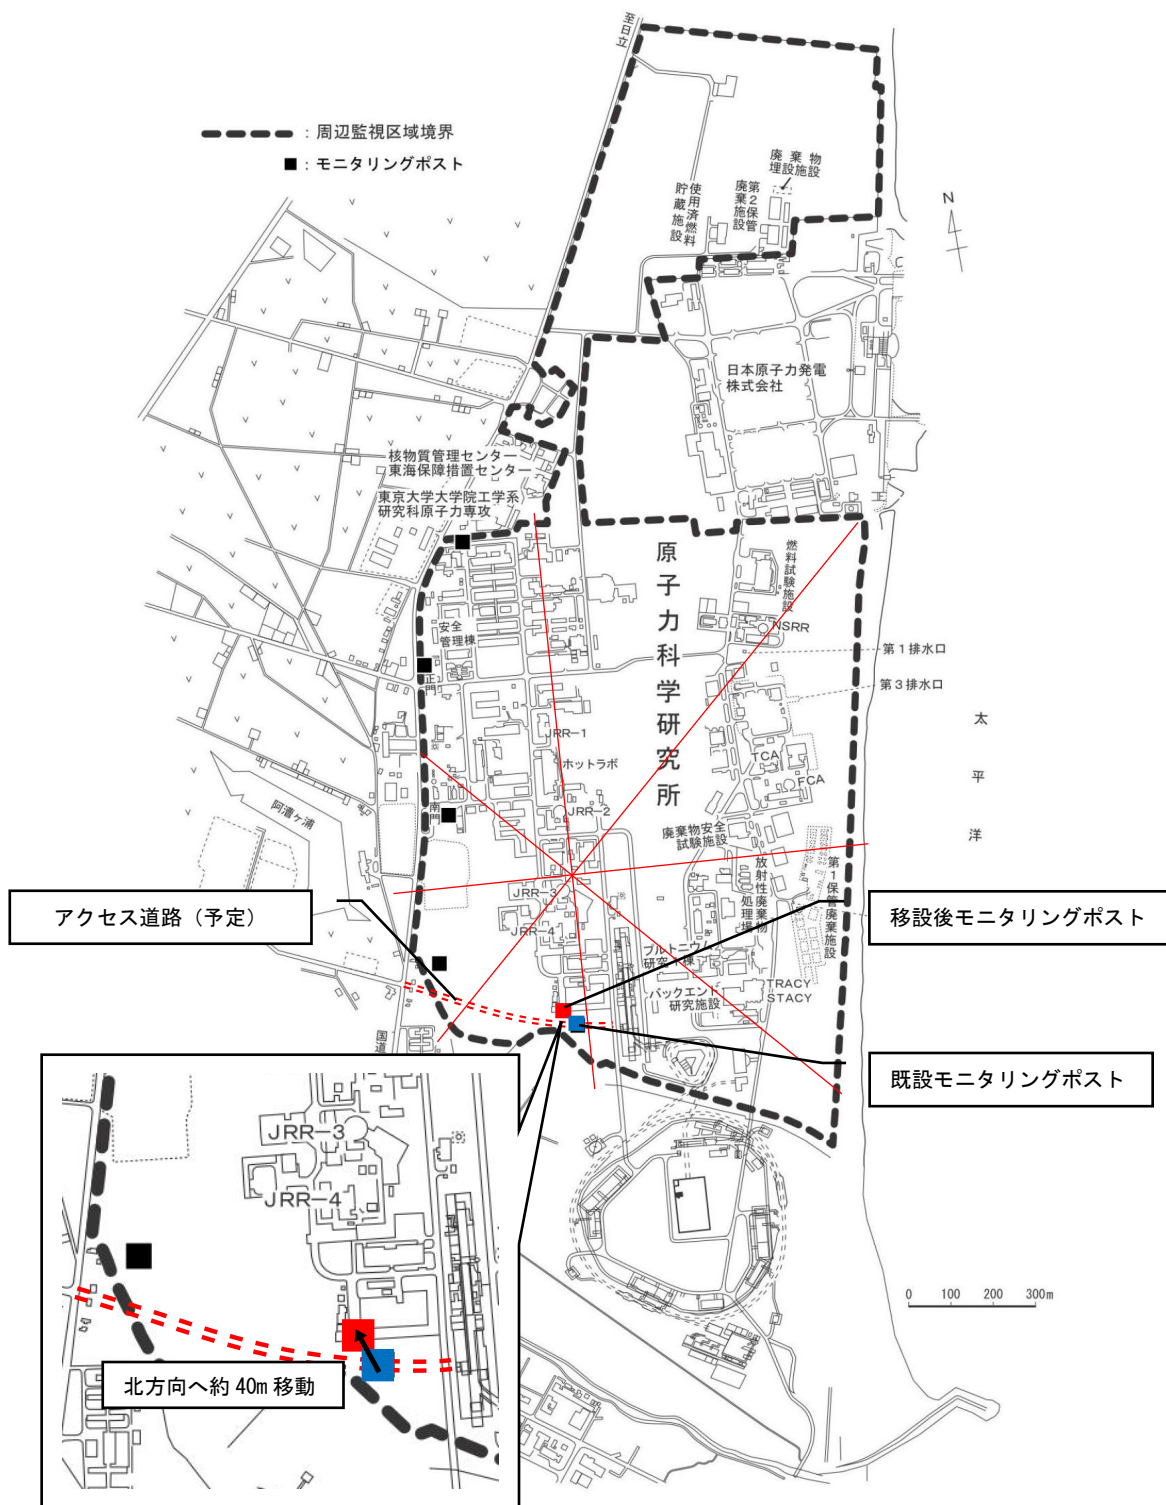 至日立
：周辺監視区域境界
■：モニタリングポスト
廃棄物
埋設施設
第2保管
廃棄施設
使用済燃料
貯蔵施設
N
日本原子力発電
株式会社
核物質管理センター
東海保障措置センター
東京大学大学院工学系
研究科原子力専攻
原子力科学研究所
燃料試験施設
安全
管理棟
NSRR
第1排水口
正門
第3排水口
太平洋
JRR-1
ホットラボ
TCA
FCA
阿漕ヶ浦
南門
JRR-2
廃棄物安全
試験施設
放射性廃棄物
処理場
第1保管廃棄施設
JRR-3
アクセス道路（予定）
移設後モニタリングポスト
JRR-4
プルトニウム
研究1棟
バックエンド
研究施設
TRACY
STACY
国道
既設モニタリングポスト
JRR-3
JRR-4
北方向へ約40m移動
0 100 200 300m